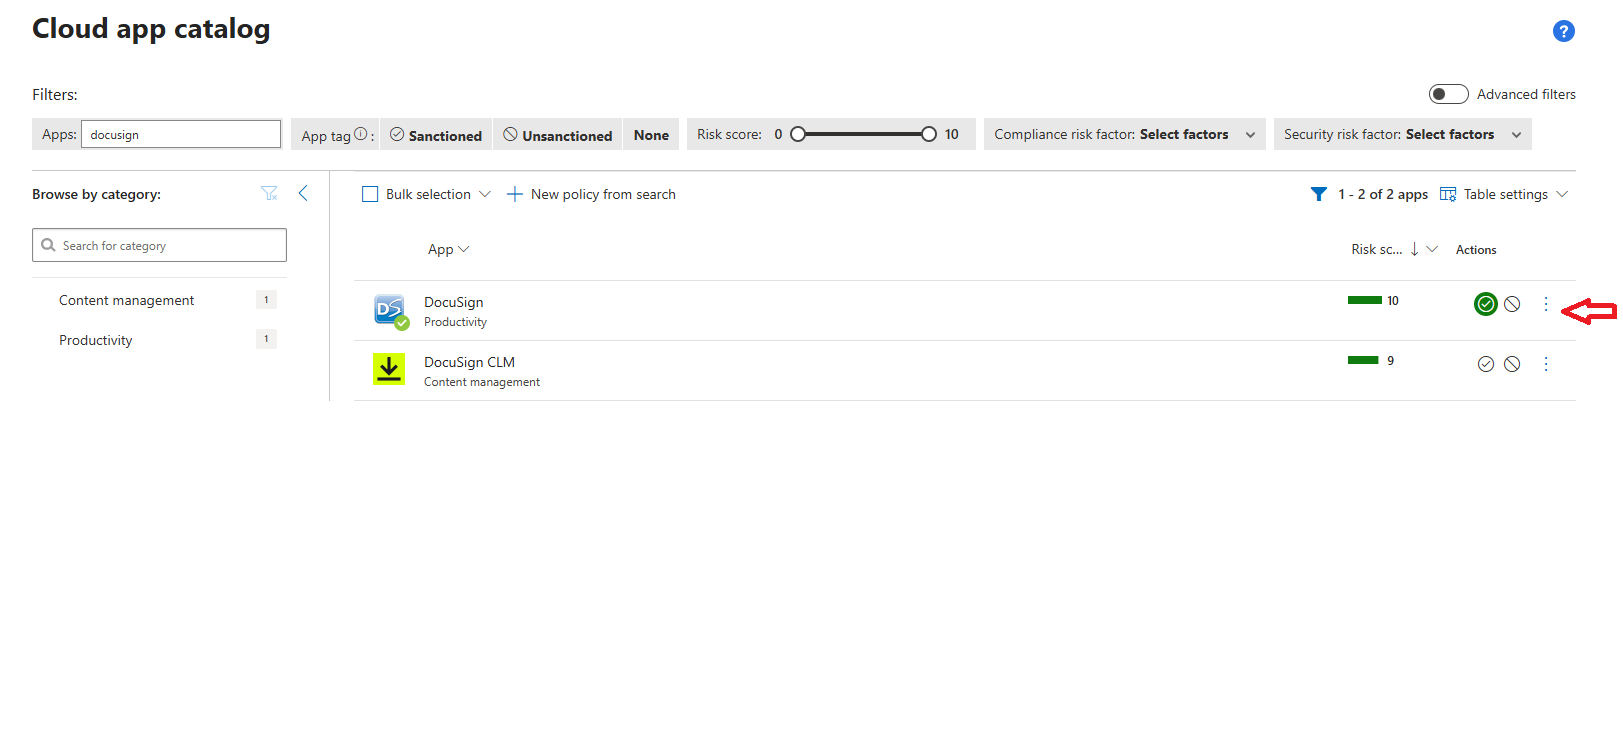 Cloud app catalog
?
Filters:
Advanced filters
Apps: docusign
App tag ⓘ : Sanctioned Unsanctioned None
Risk score: 0 10
Compliance risk factor: Select factors
Security risk factor: Select factors
Browse by category:
Bulk selection
New policy from search
1 - 2 of 2 apps
Table settings
Search for category
App
Risk sc...
Actions
Content management 1
Productivity 1
DS
DocuSign
Productivity
10
DocuSign CLM
Content management
9